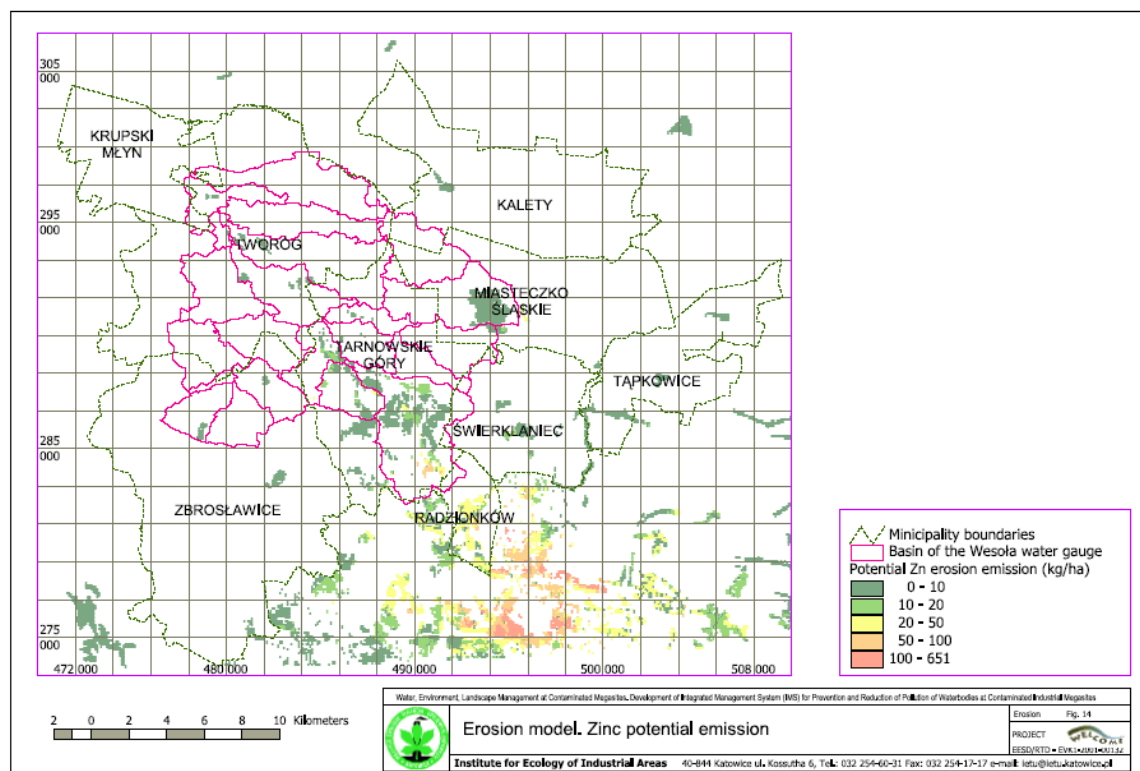 305
000
KRUPSKI
MŁYN
KALETY
295
000
TWORÓG
MIASTECZKO
ŚLĄSKIE
TARNOWSKIE
GÓRY
TĄPKOWICE
ŚWIERKLANIEC
285
000
ZBROSŁAWICE
RADZIONKÓW
275
000
472 000
480 000
490 000
500 000
508 000
Minicipality boundaries
Basin of the Wesoła water gauge
Potential Zn erosion emission (kg/ha)
0 - 10
10 - 20
20 - 50
50 - 100
100 - 651
2 0 2 4 6 8 10 Kilometers
Water, Environment, Landscape Management at Contaminated Megasites. Development of Integrated Management System (IMS) for Prevention and Reduction of Pollution of Waterbodies at Contaminated Industrial Megasites
Erosion model. Zinc potential emission
Erosion Fig. 14
PROJECT WELCOME
EESD/RTD - EVK1-2001-00132
Institute for Ecology of Industrial Areas 40-844 Katowice ul. Kossutha 6, Tel.: 032 254-60-31 Fax: 032 254-17-17 e-mail: ietu@ietu.katowice.pl